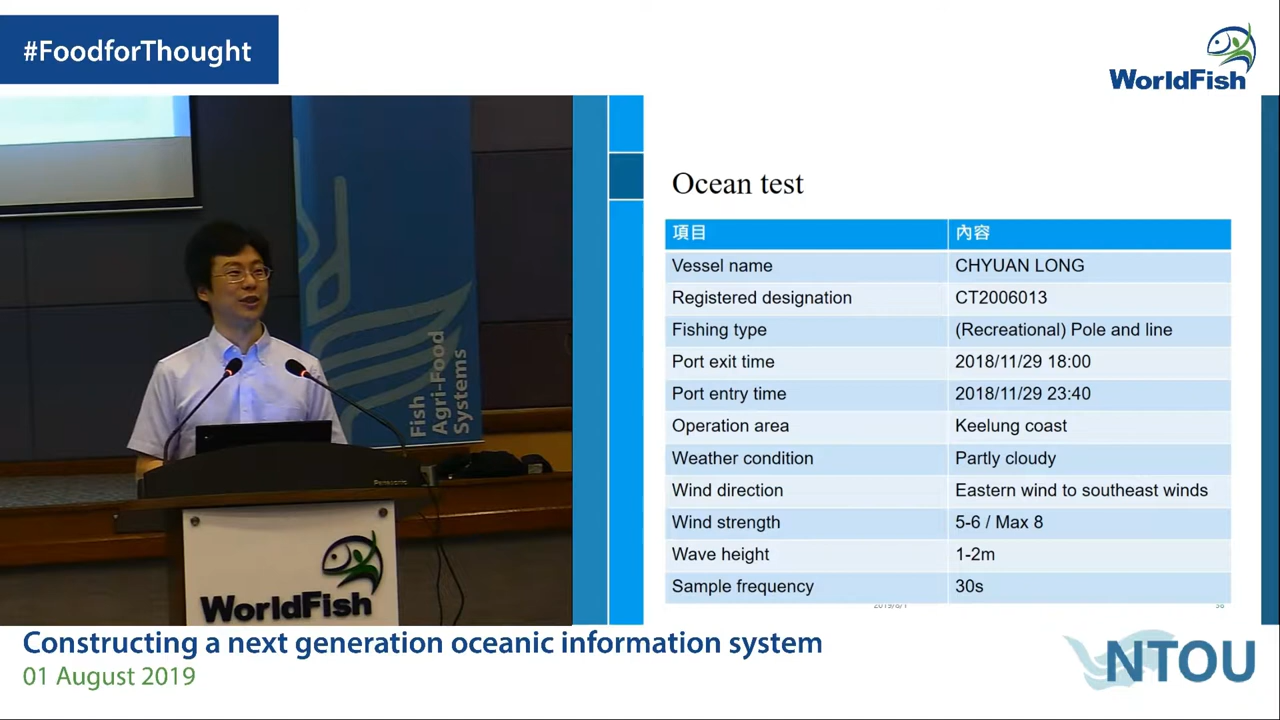 #FoodforThought
WorldFish
Ocean test
項目 內容
Vessel name CHYUAN LONG
Registered designation CT2006013
Fishing type (Recreational) Pole and line
Port exit time 2018/11/29 18:00
Port entry time 2018/11/29 23:40
Operation area Keelung coast
Weather condition Partly cloudy
Wind direction Eastern wind to southeast winds
Wind strength 5-6 / Max 8
Wave height 1-2m
Sample frequency 30s
2019/8/1
Fish
Agri-Food
Systems
Panasonic
WorldFish
Constructing a next generation oceanic information system
01 August 2019
NTOU